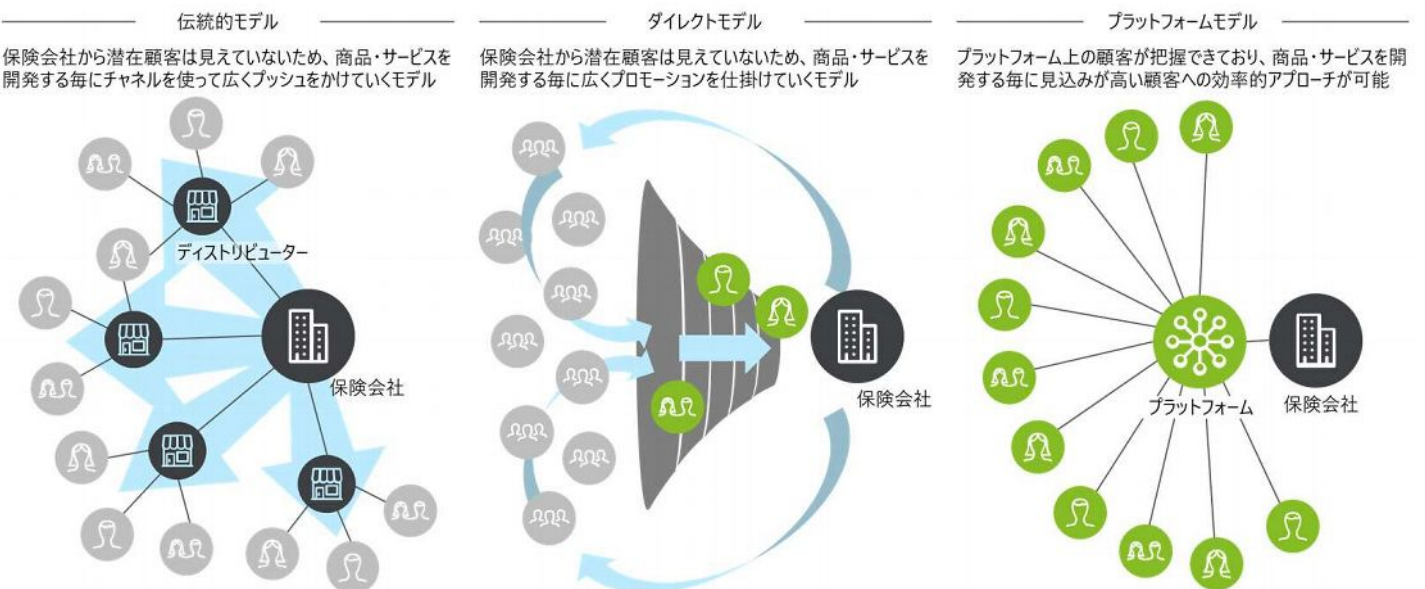 伝統的モデル
保険会社から潜在顧客は見えていないため、商品・サービスを
開発する毎にチャネルを使って広くプッシュをかけていくモデル
ディストリビューター
保険会社
ダイレクトモデル
保険会社から潜在顧客は見えていないため、商品・サービスを
開発する毎に広くプロモーションを仕掛けていくモデル
保険会社
プラットフォームモデル
プラットフォーム上の顧客が把握できており、商品・サービスを開
発する毎に見込みが高い顧客への効率的アプローチが可能
プラットフォーム
保険会社